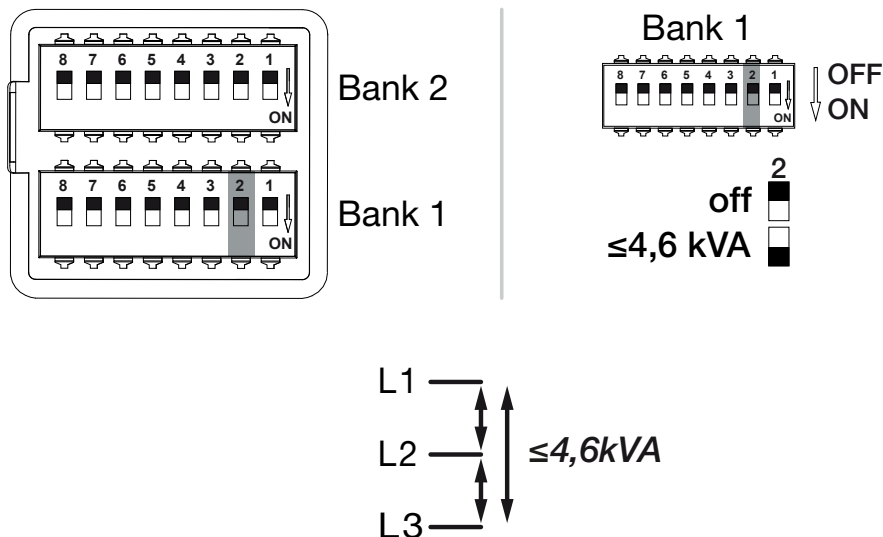 8 7 6 5 4 3 2 1
ON
Bank 2
8 7 6 5 4 3 2 1
ON
Bank 1
Bank 1
8 7 6 5 4 3 2 1
ON
OFF
ON
2
off
≤4,6 kVA
L1
L2
≤4,6kVA
L3